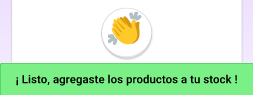 ¡ Listo, agregaste los productos a tu stock !